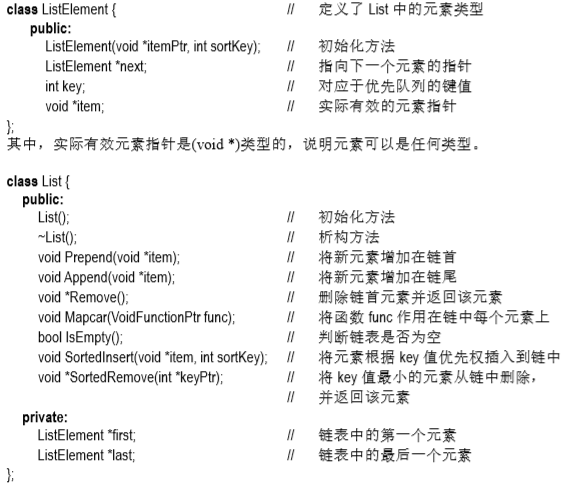 class ListElement { // 定义了 List 中的元素类型
public:
ListElement(void *itemPtr, int sortKey); // 初始化方法
ListElement *next; // 指向下一个元素的指针
int key; // 对应于优先队列的键值
void *item; // 实际有效的元素指针
};
其中，实际有效元素指针是(void *)类型的，说明元素可以是任何类型。
class List {
public:
List(); // 初始化方法
~List(); // 析构方法
void Prepend(void *item); // 将新元素增加在链首
void Append(void *item); // 将新元素增加在链尾
void *Remove(); // 删除链首元素并返回该元素
void Mapcar(VoidFunctionPtr func); // 将函数 func 作用在链中每个元素上
bool IsEmpty(); // 判断链表是否为空
void SortedInsert(void *item, int sortKey); // 将元素根据 key 值优先权插入到链中
void *SortedRemove(int *keyPtr); // 将 key 值最小的元素从链中删除，
// 并返回该元素
private:
ListElement *first; // 链表中的第一个元素
ListElement *last; // 链表中的最后一个元素
};